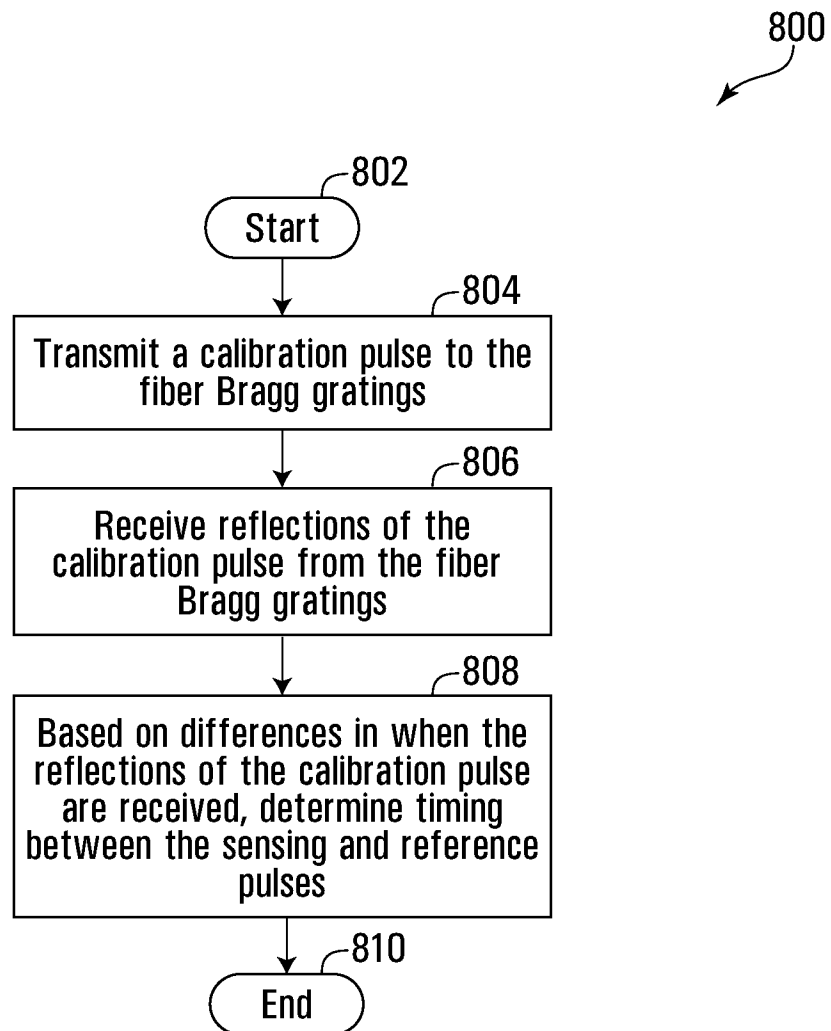 800
802
Start
804
Transmit a calibration pulse to the
fiber Bragg gratings
806
Receive reflections of the
calibration pulse from the fiber
Bragg gratings
808
Based on differences in when the
reflections of the calibration pulse
are received, determine timing
between the sensing and reference
pulses
810
End